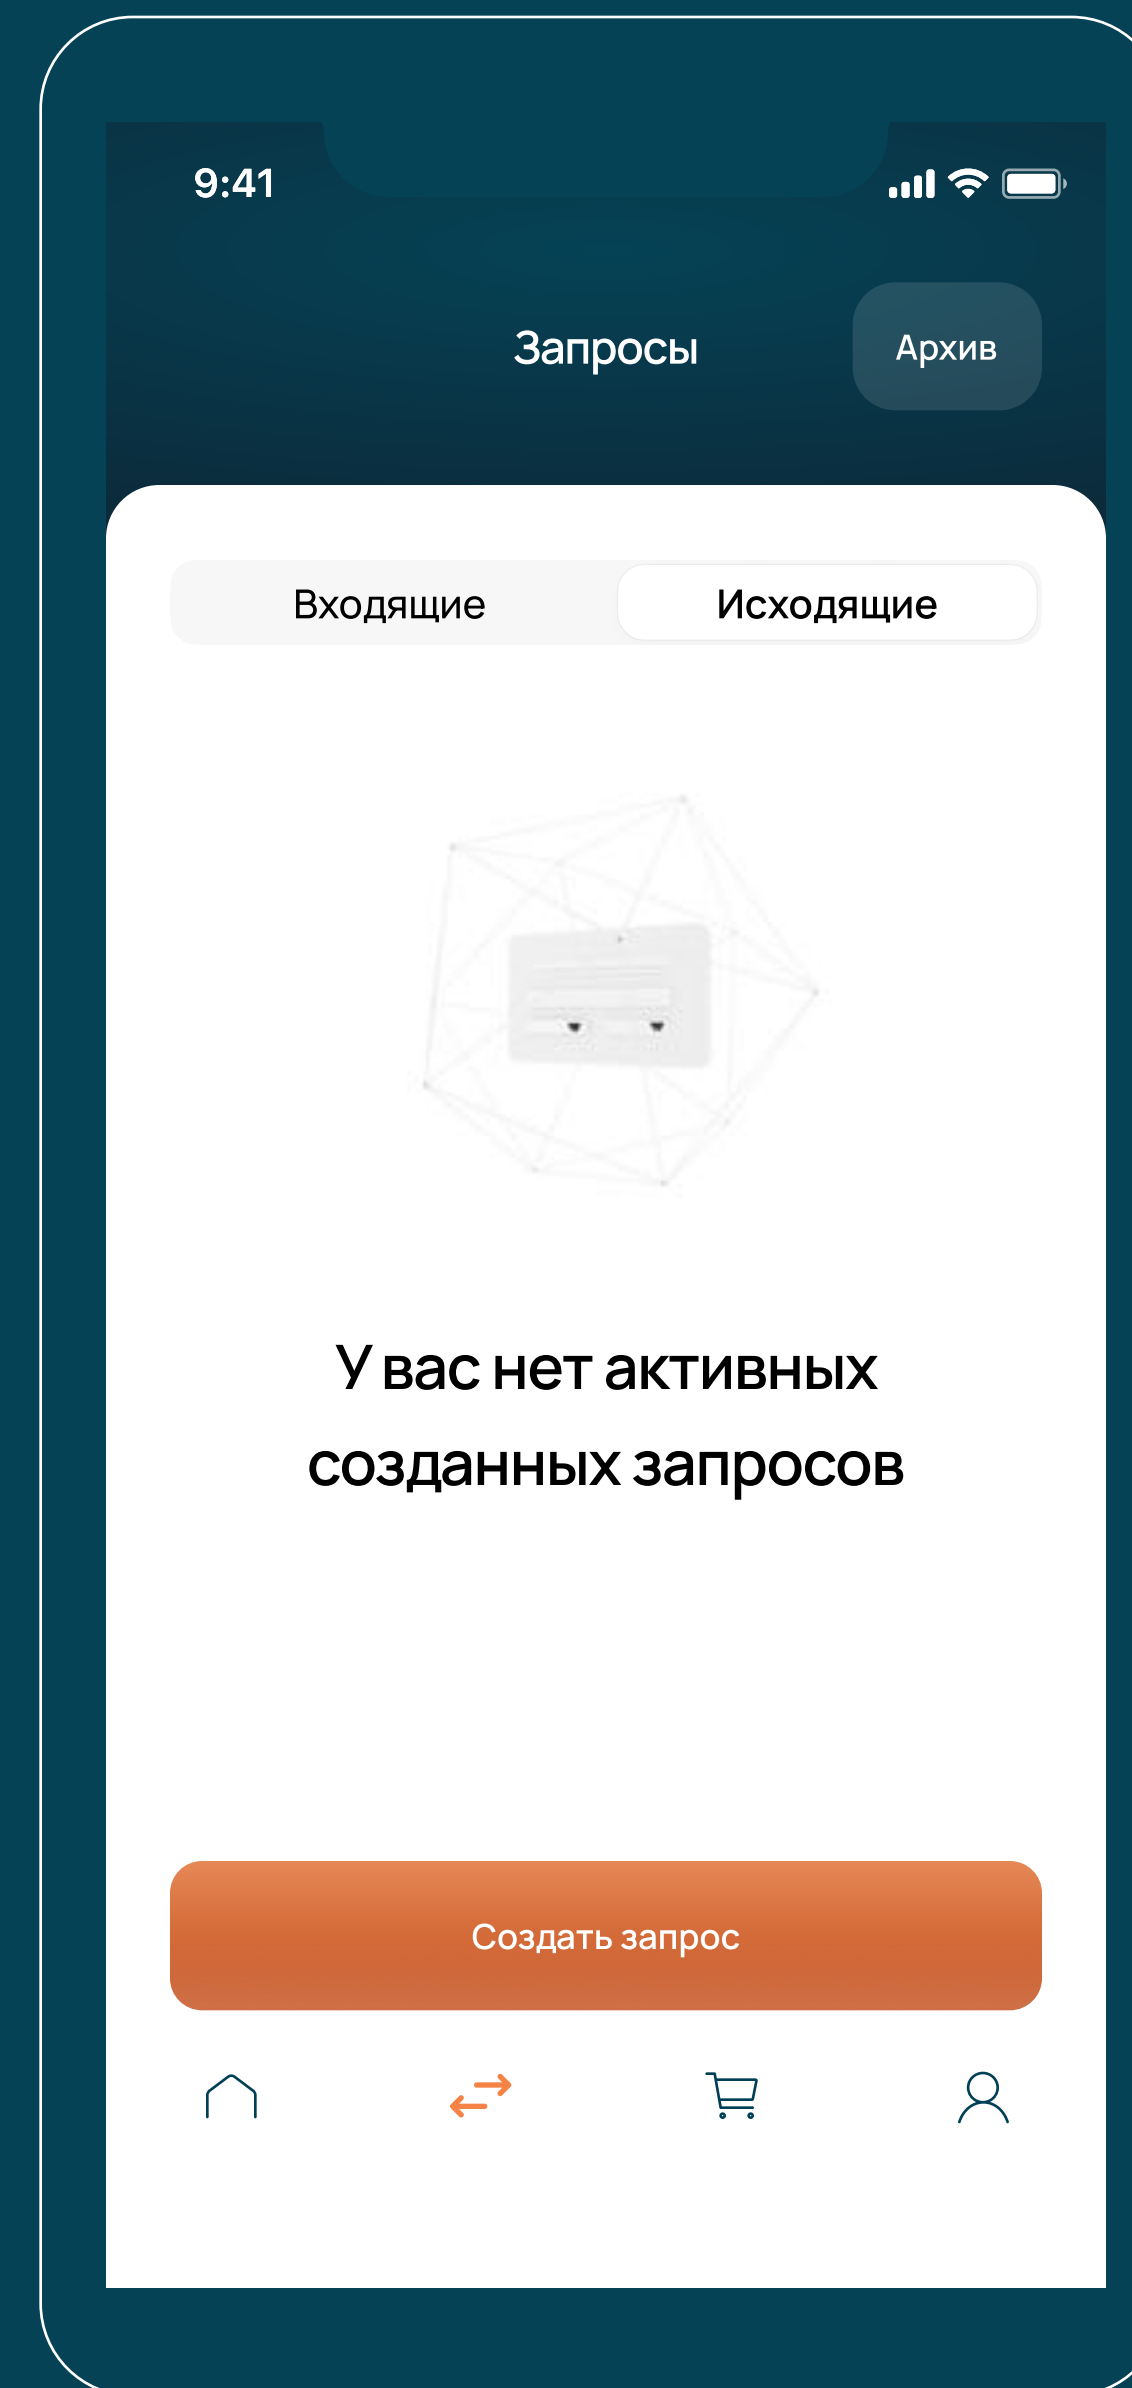 9:41
Запросы
Архив
Входящие
Исходящие
У вас нет активных
созданных запросов
Создать запрос